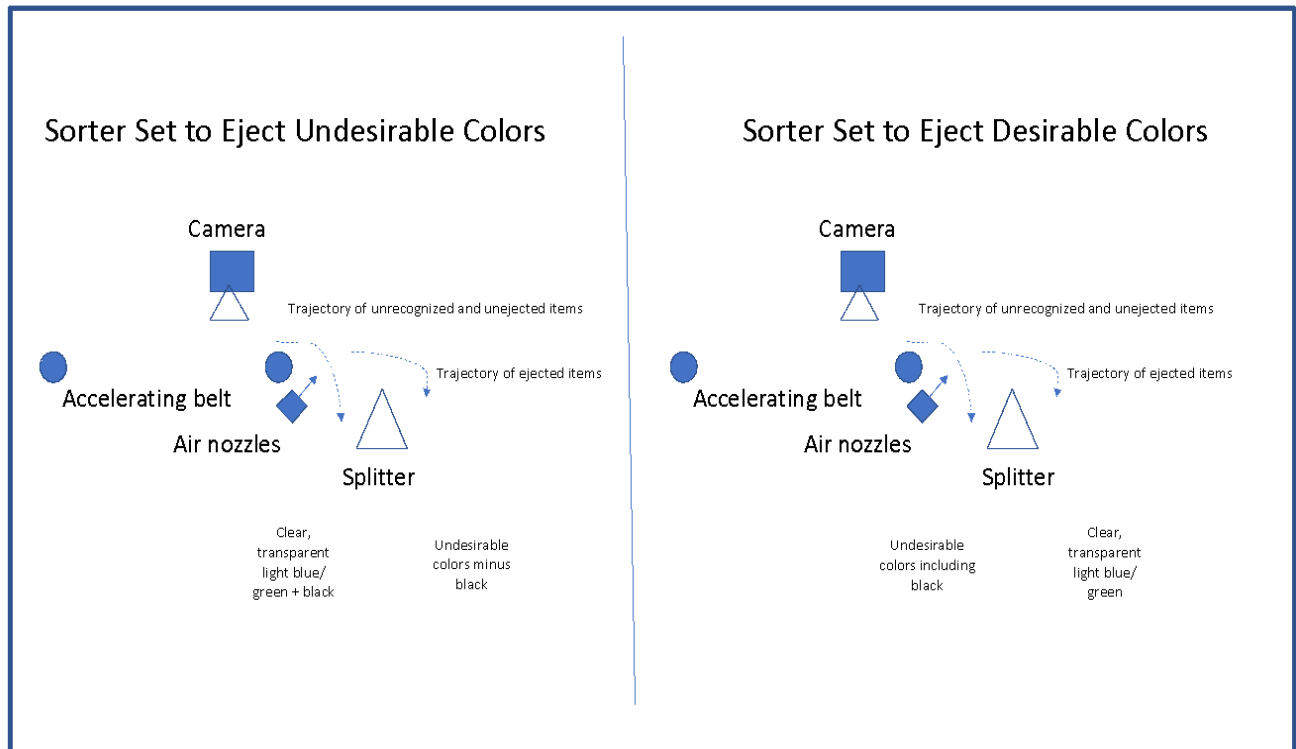 Sorter Set to Eject Undesirable Colors
Camera
Trajectory of unrecognized and unejected items
Trajectory of ejected items
Accelerating belt
Air nozzles
Splitter
Clear,
transparent
light blue/
green + black
Undesirable
colors minus
black
Sorter Set to Eject Desirable Colors
Camera
Trajectory of unrecognized and unejected items
Trajectory of ejected items
Accelerating belt
Air nozzles
Splitter
Undesirable
colors including
black
Clear,
transparent
light blue/
green